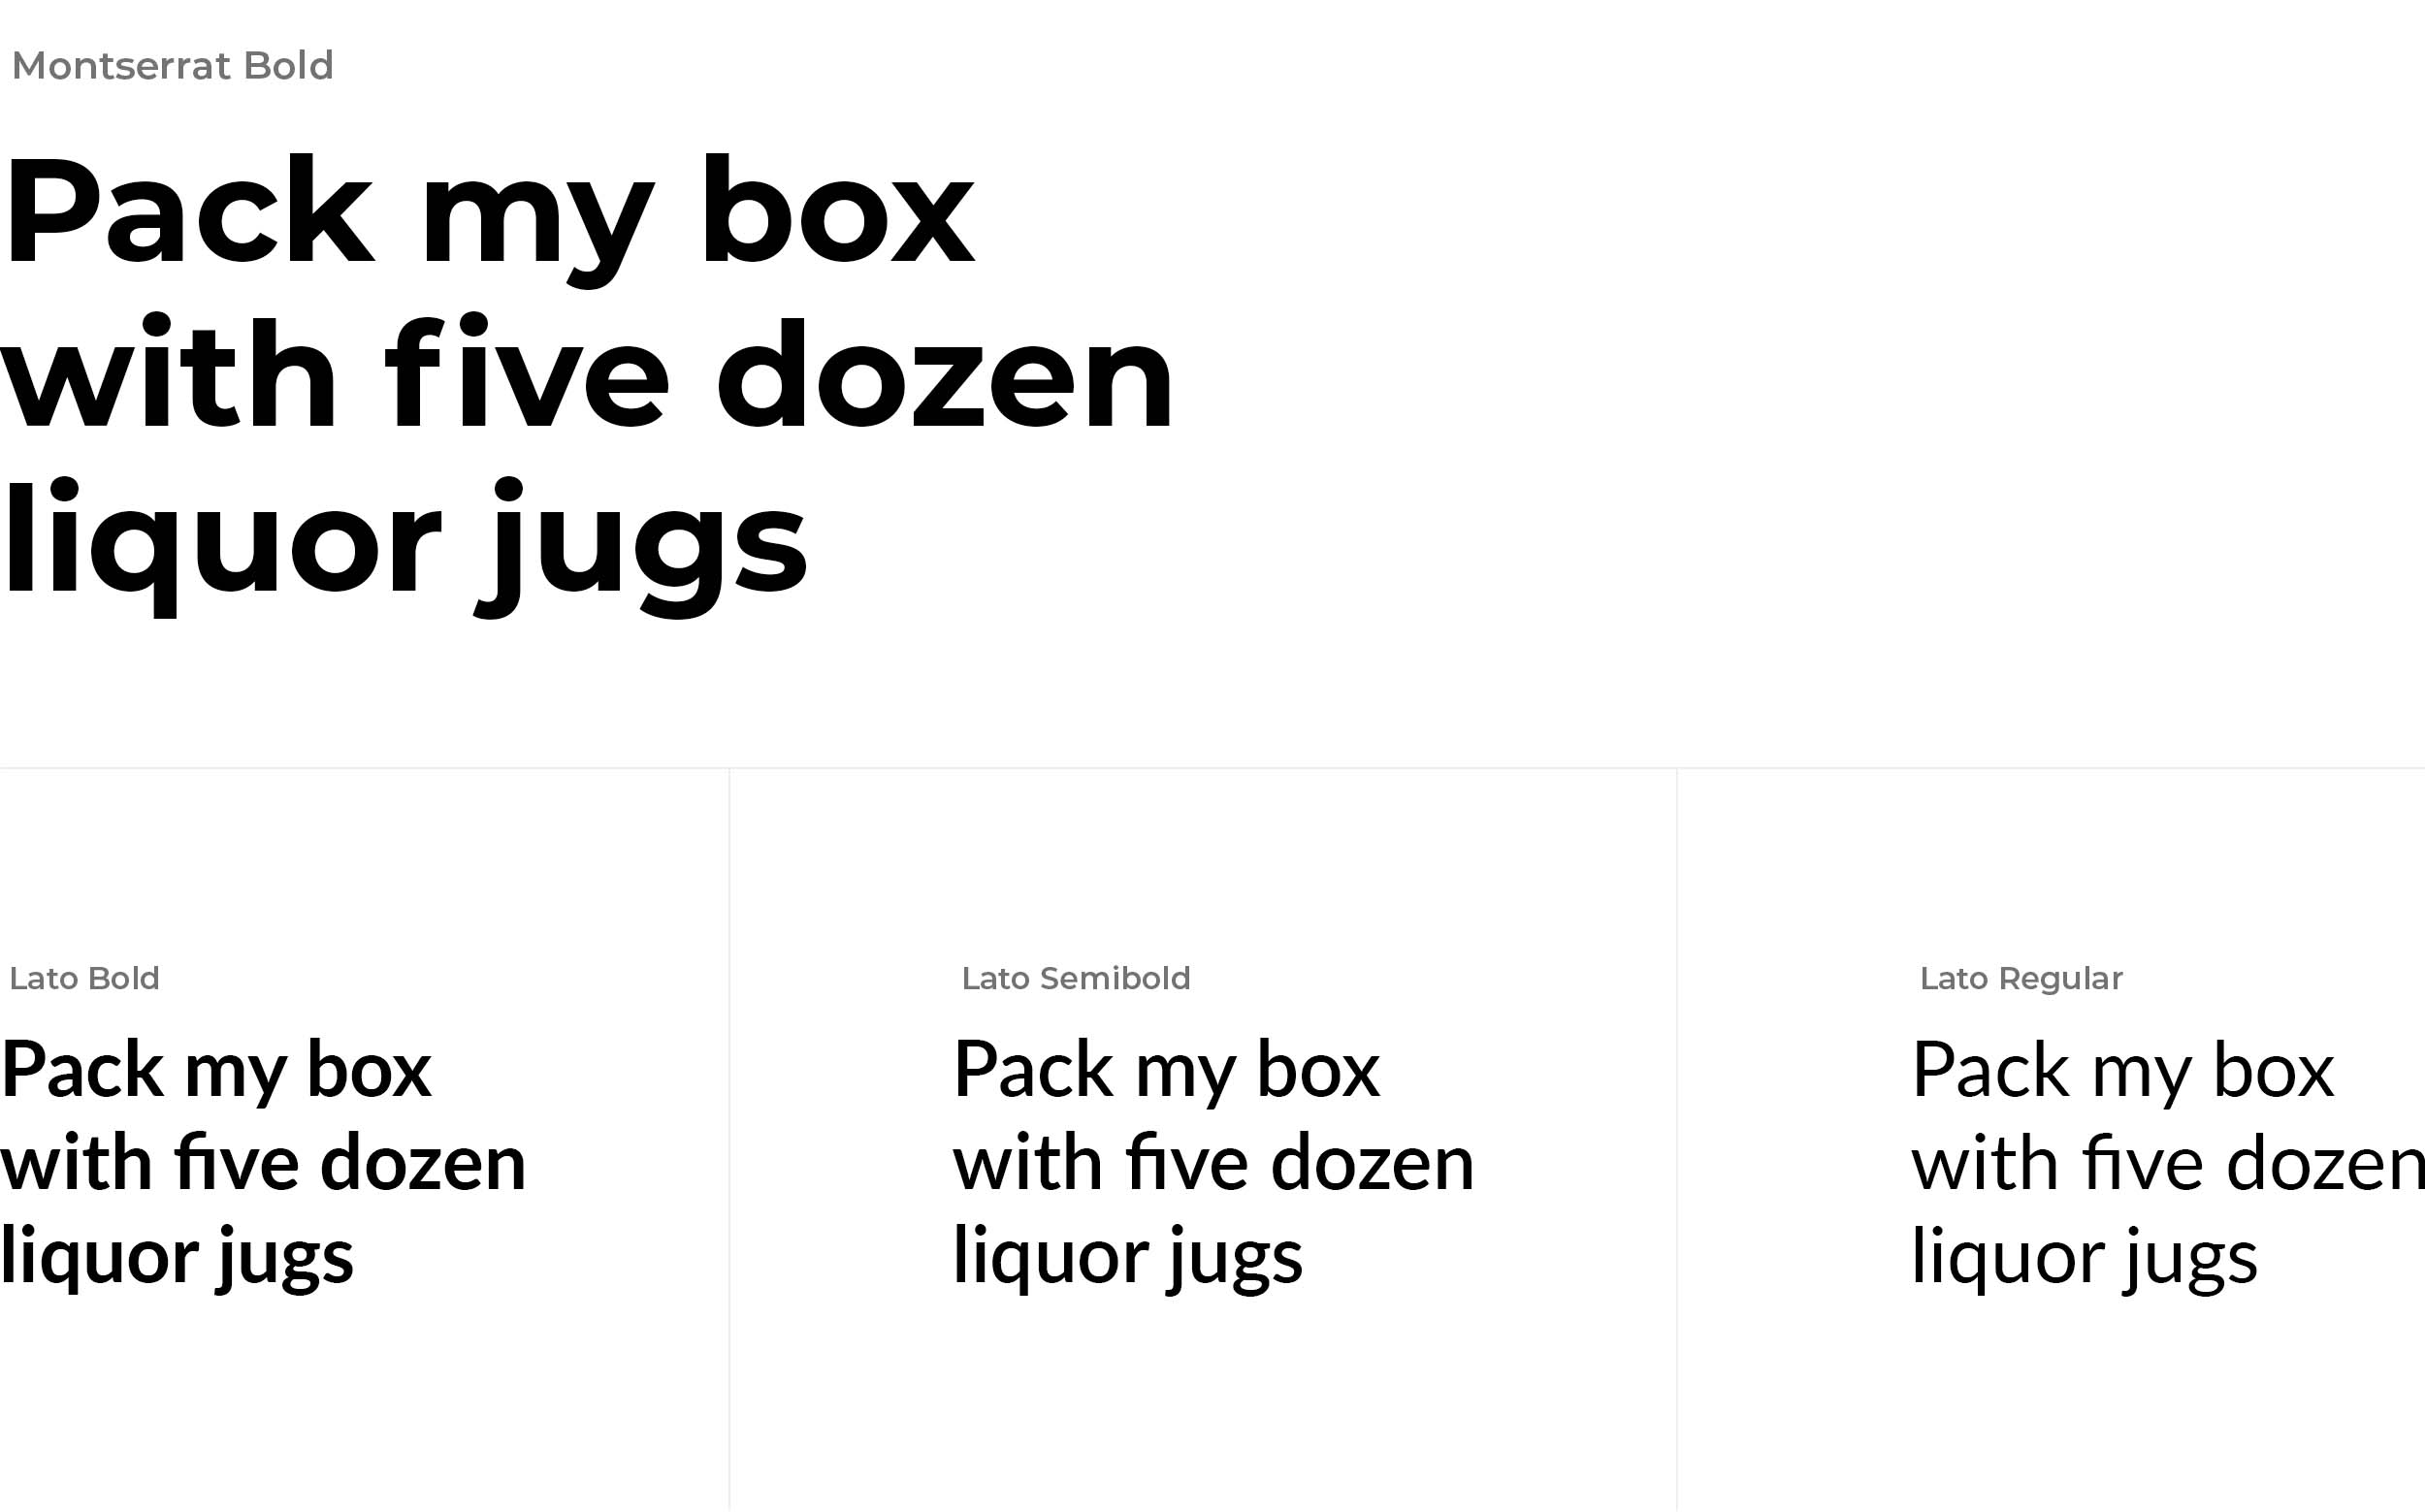 Montserrat Bold
Pack my box
with five dozen
liquor jugs
Lato Bold
Pack my box
with five dozen
liquor jugs
Lato Semibold
Pack my box
with five dozen
liquor jugs
Lato Regular
Pack my box
with five dozen
liquor jugs